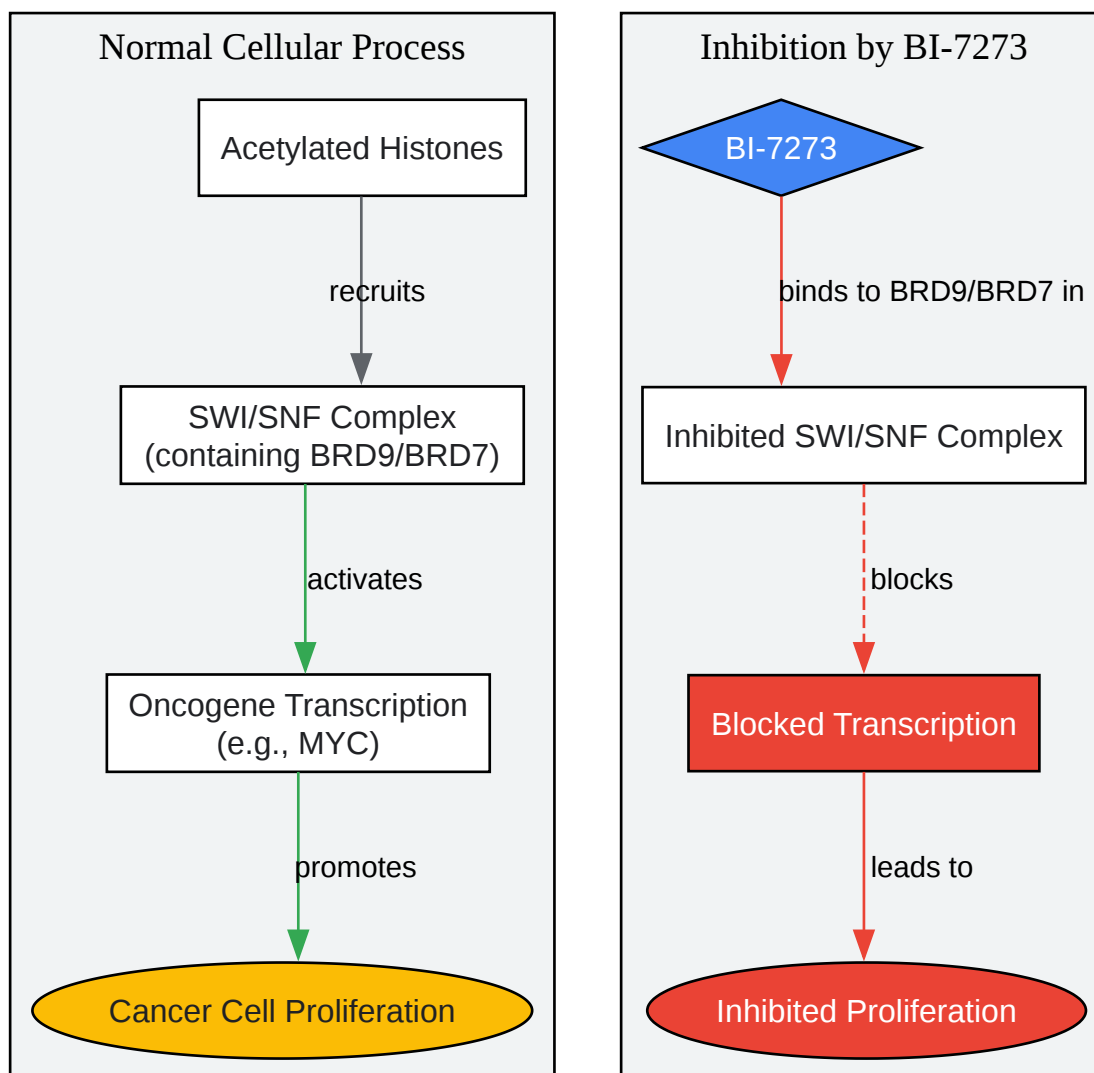 Normal Cellular Process
Acetylated Histones
recruits
SWI/SNF Complex
(containing BRD9/BRD7)
activates
Oncogene Transcription
(e.g., MYC)
promotes
Cancer Cell Proliferation
Inhibition by BI-7273
BI-7273
binds to BRD9/BRD7 in
Inhibited SWI/SNF Complex
blocks
Blocked Transcription
leads to
Inhibited Proliferation